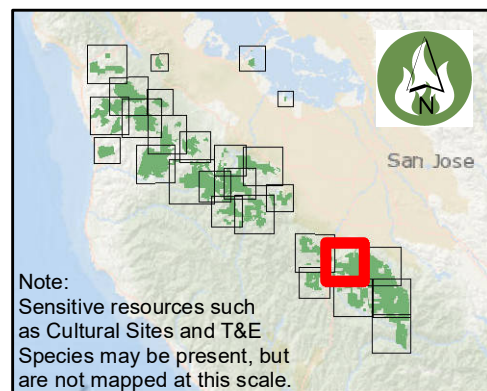 N
San Jose
Note:
Sensitive resources such
as Cultural Sites and T&E
Species may be present, but
are not mapped at this scale.